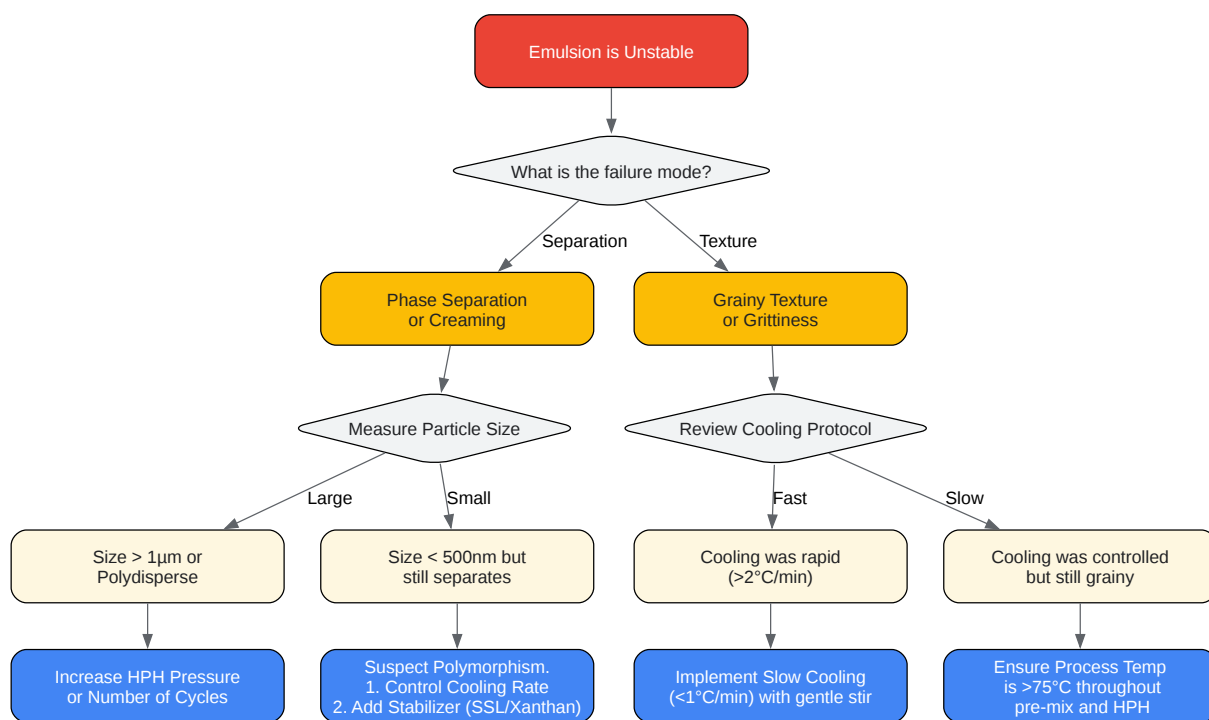 Emulsion is Unstable
What is the failure mode?
Separation
Texture
Phase Separation
or Creaming
Grainy Texture
or Grittiness
Measure Particle Size
Review Cooling Protocol
Large
Small
Fast
Slow
Size > 1µm or
Polydisperse
Size < 500nm but
still separates
Cooling was rapid
(>2°C/min)
Cooling was controlled
but still grainy
Increase HPH Pressure
or Number of Cycles
Suspect Polymorphism.
1. Control Cooling Rate
2. Add Stabilizer (SSL/Xanthan)
Implement Slow Cooling
(<1°C/min) with gentle stir
Ensure Process Temp
is >75°C throughout
pre-mix and HPH